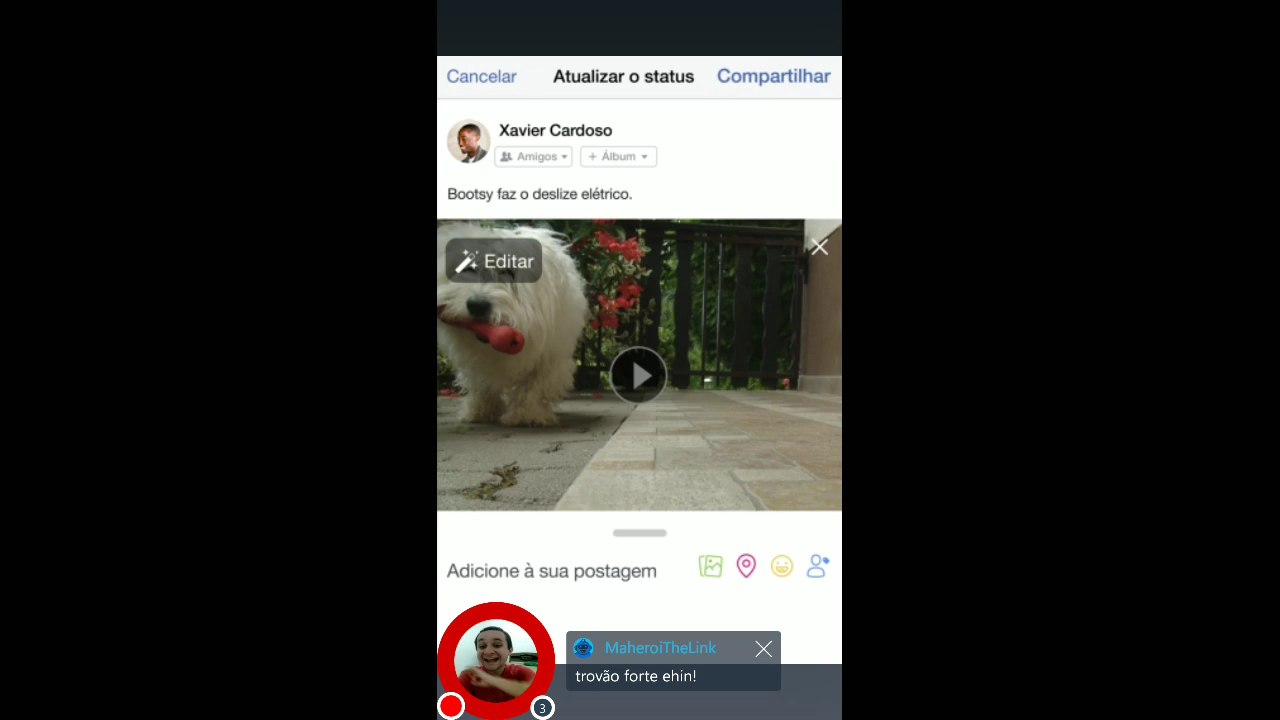 Cancelar Atualizar o status Compartilhar
Xavier Cardoso
Amigos + Álbum
Bootsy faz o deslize elétrico.
Editar
Adicione à sua postagem
MaheroiTheLink
trovão forte ehin!
3